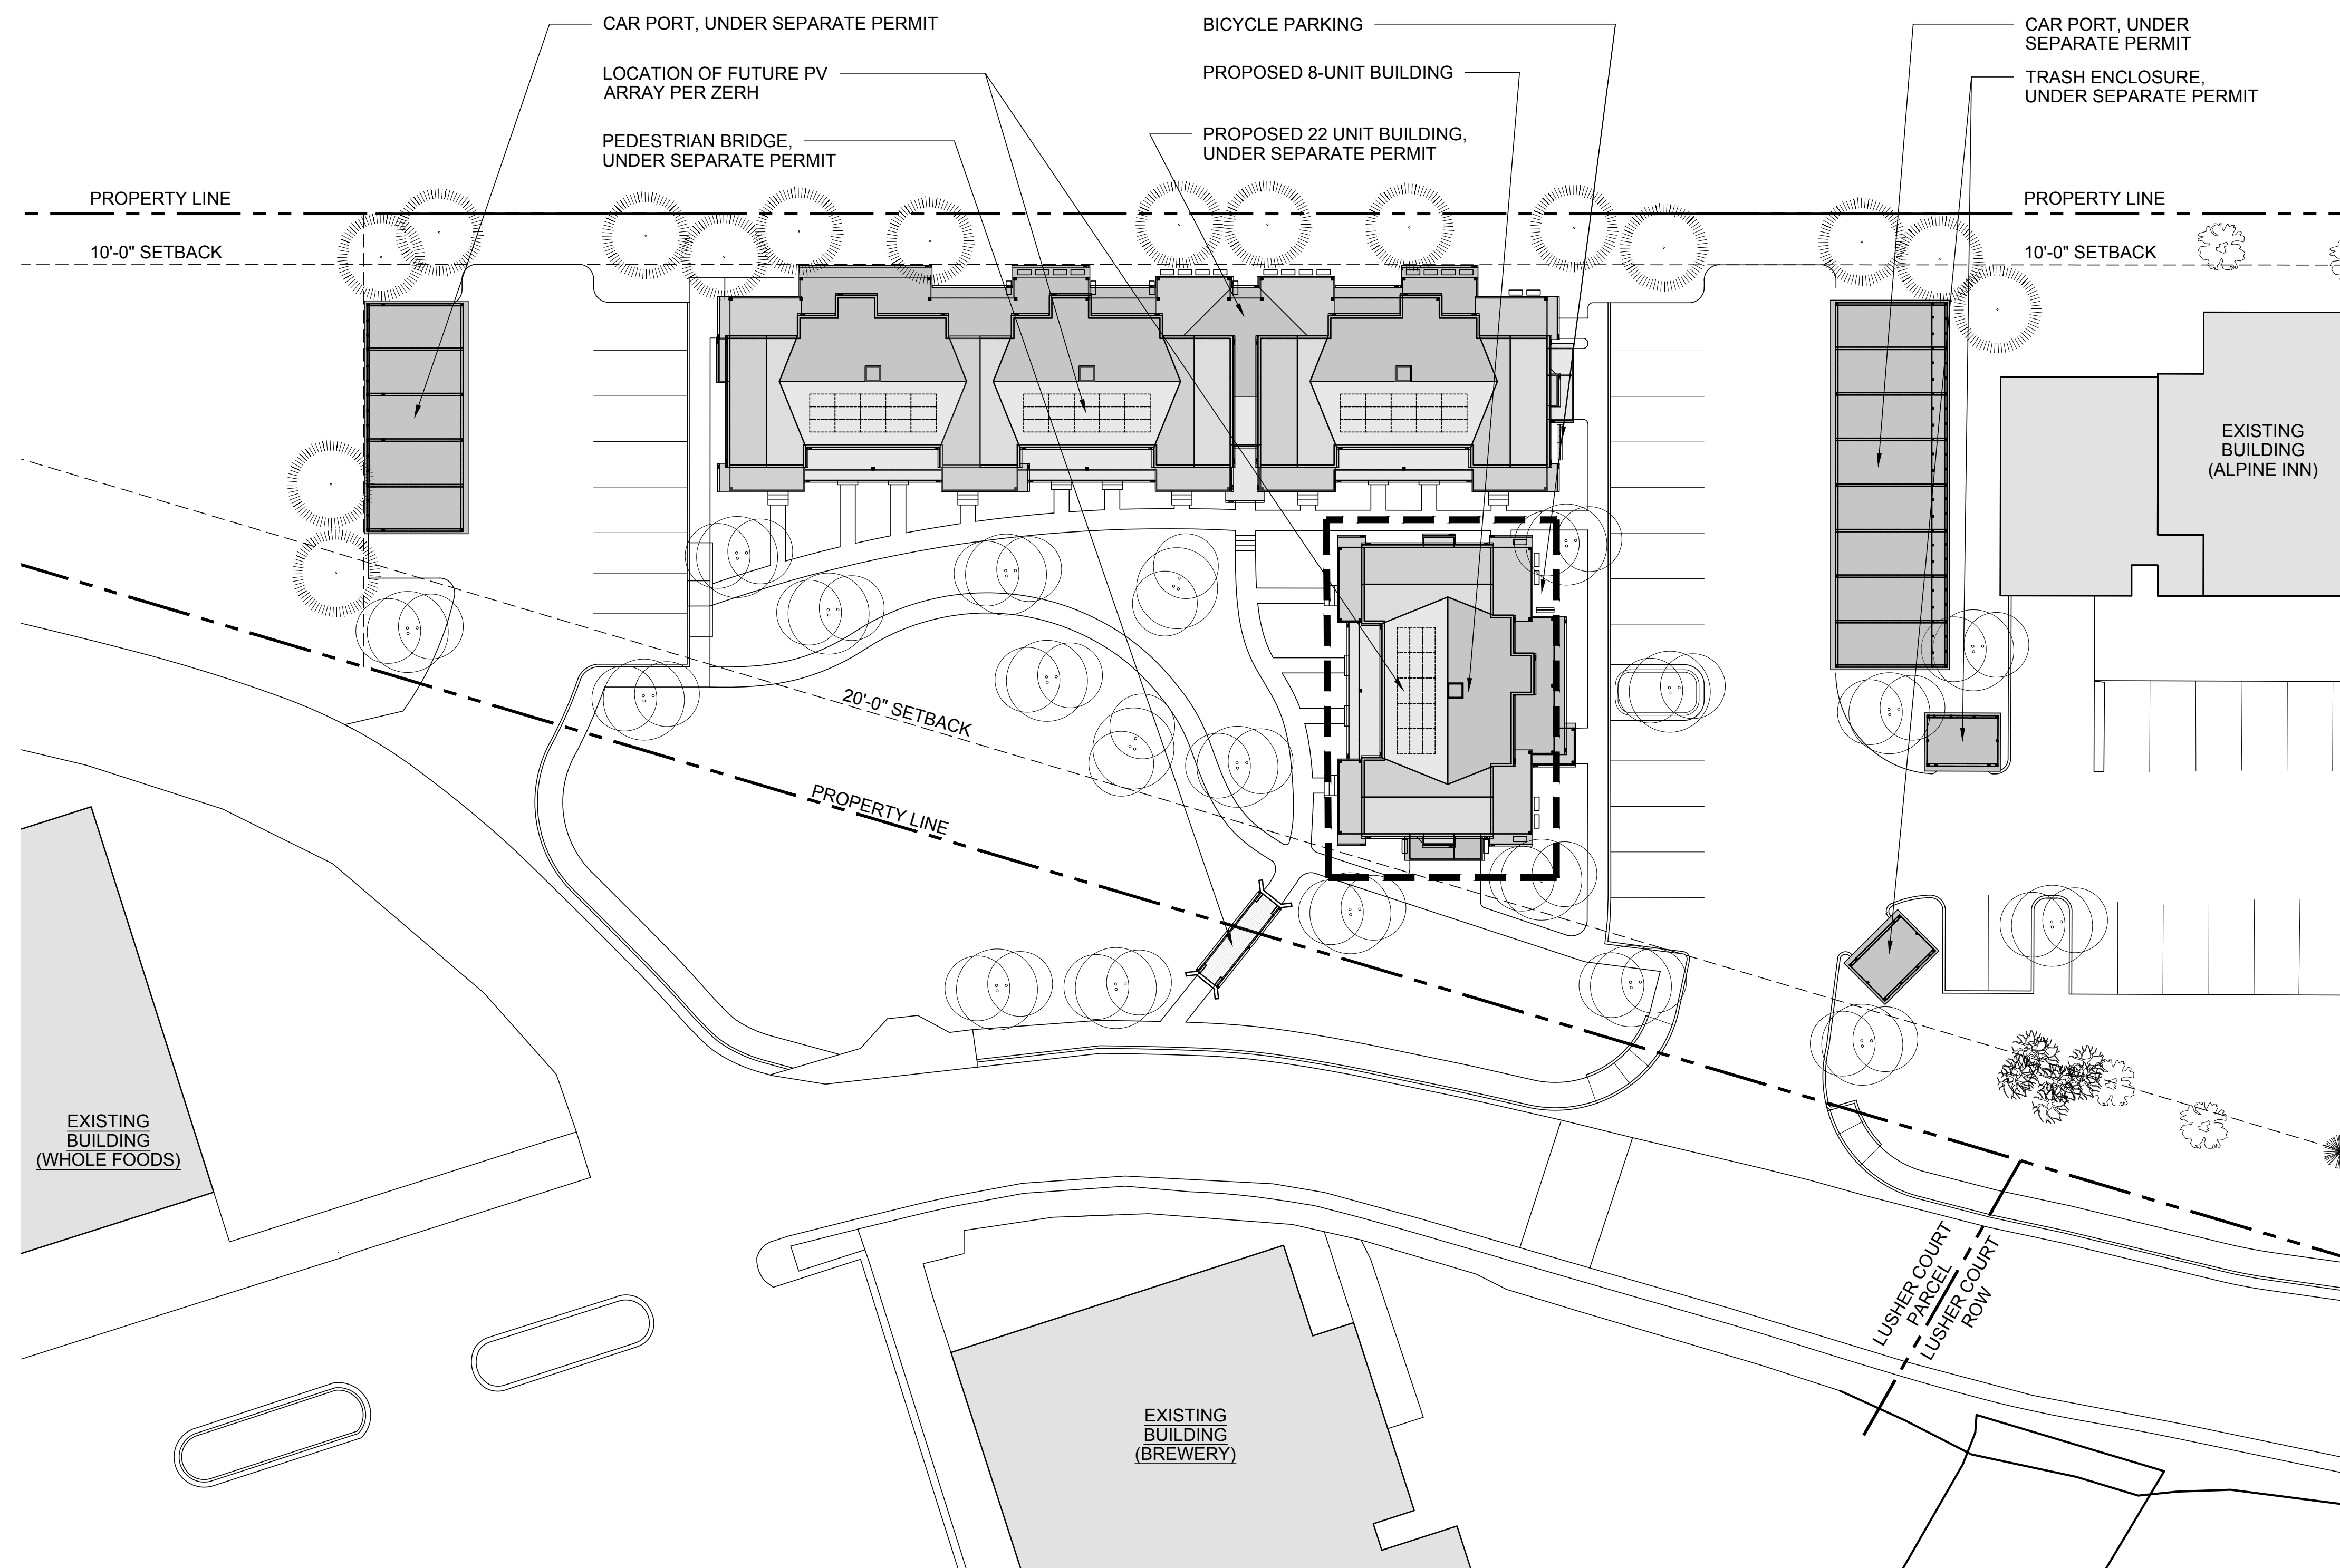 CAR PORT, UNDER SEPARATE PERMIT
LOCATION OF FUTURE PV
ARRAY PER ZERH
PEDESTRIAN BRIDGE,
UNDER SEPARATE PERMIT
BICYCLE PARKING
PROPOSED 8-UNIT BUILDING
PROPOSED 22 UNIT BUILDING,
UNDER SEPARATE PERMIT
CAR PORT, UNDER
SEPARATE PERMIT
TRASH ENCLOSURE,
UNDER SEPARATE PERMIT
PROPERTY LINE
PROPERTY LINE
10'-0" SETBACK
10'-0" SETBACK
EXISTING
BUILDING
(ALPINE INN)
20'-0" SETBACK
PROPERTY LINE
EXISTING
BUILDING
(WHOLE FOODS)
LUSHER COURT
PARCEL
LUSHER COURT
ROW
EXISTING
BUILDING
(BREWERY)